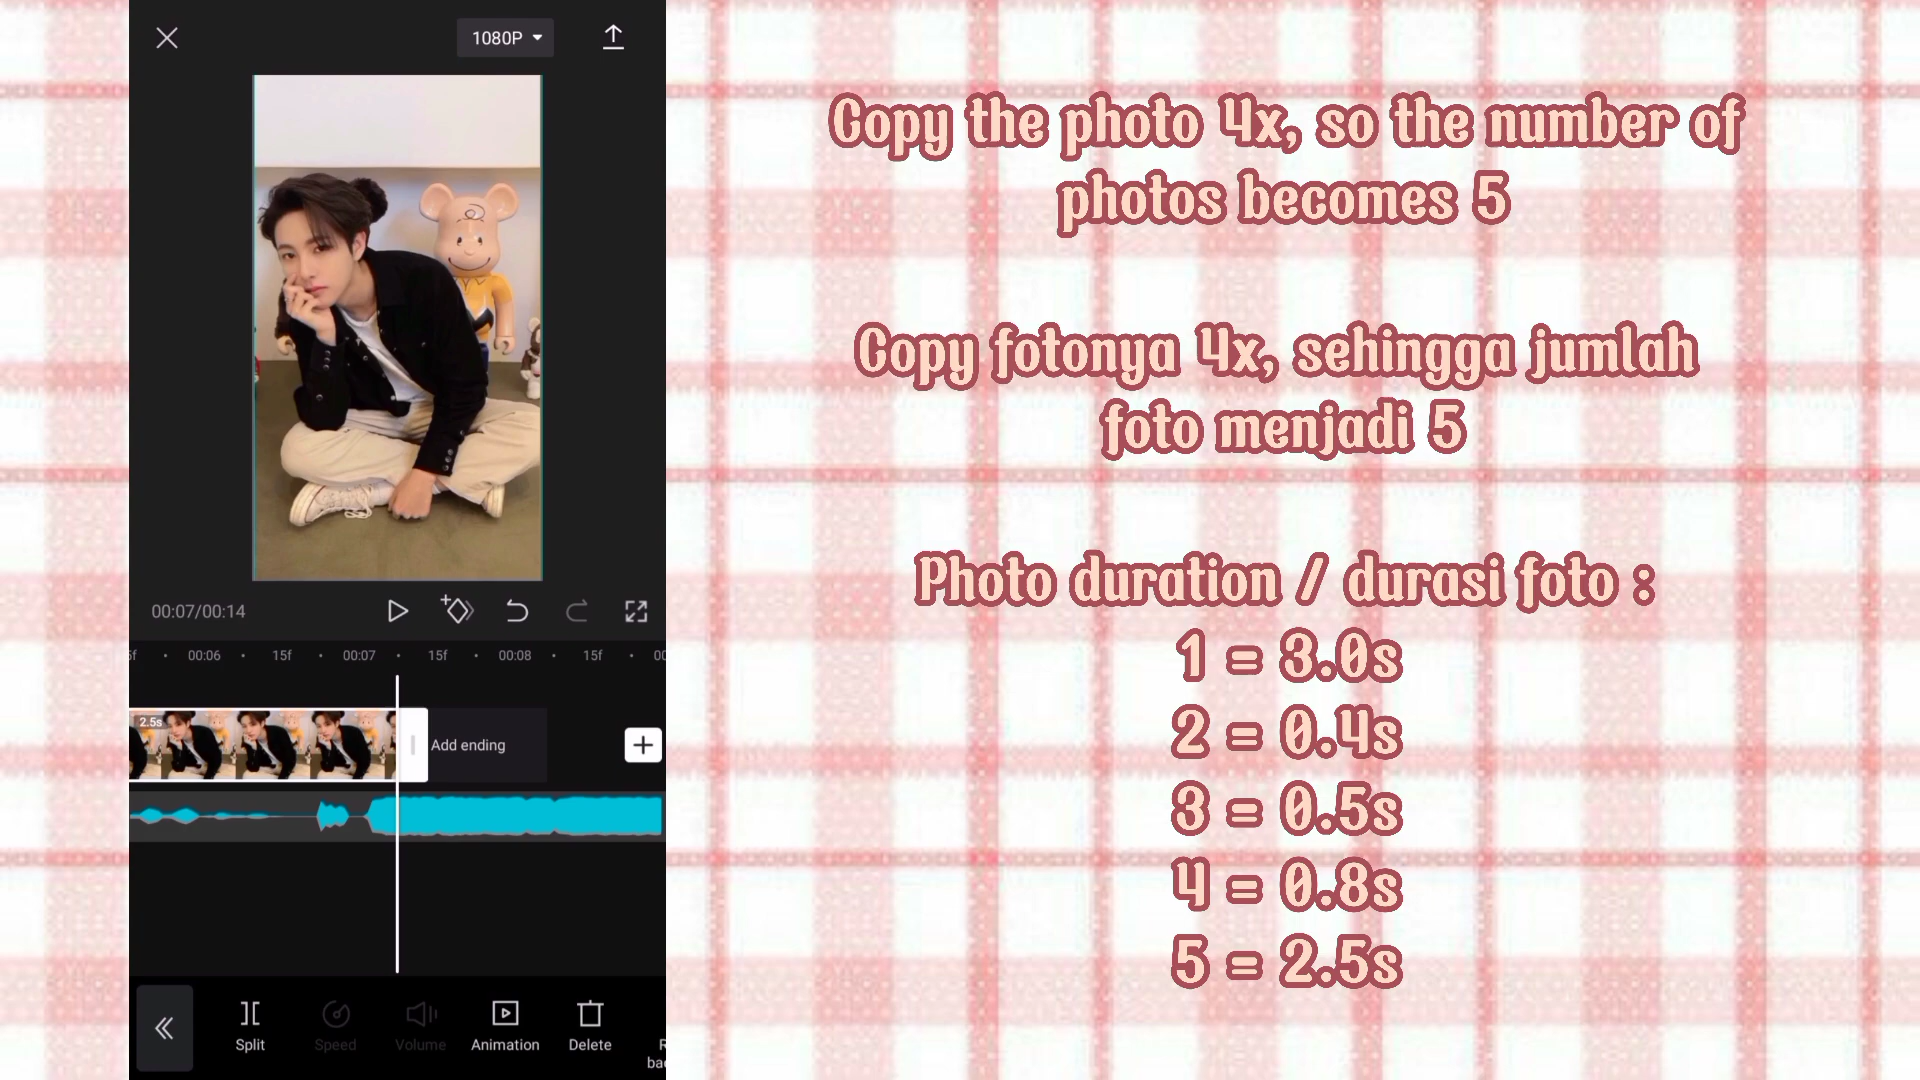 1080P
Copy the photo 4x, so the number of
photos becomes 5
Copy fotonya 4x, sehingga jumlah
foto menjadi 5
Photo duration / durasi foto :
1 = 3.0s
2 = 0.4s
3 = 0.5s
4 = 0.8s
5 = 2.5s
00:07/00:14
00:06 15f 00:07 15f 00:08 15f
2.5s
Add ending
Split Speed Volume Animation Delete